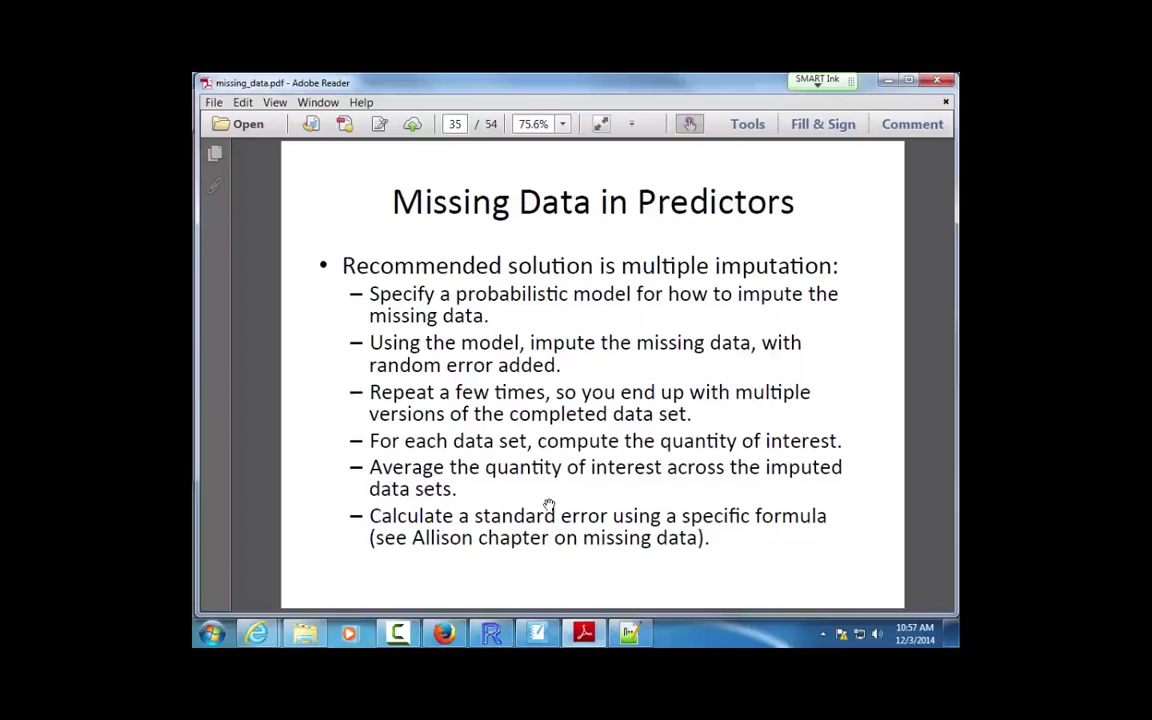 missing_data.pdf - Adobe Reader
SMART Ink
File Edit View Window Help
Open 35 / 54 75.6% Tools Fill & Sign Comment
Missing Data in Predictors
• Recommended solution is multiple imputation:
– Specify a probabilistic model for how to impute the
missing data.
– Using the model, impute the missing data, with
random error added.
– Repeat a few times, so you end up with multiple
versions of the completed data set.
– For each data set, compute the quantity of interest.
– Average the quantity of interest across the imputed
data sets.
– Calculate a standard error using a specific formula
(see Allison chapter on missing data).
10:57 AM
12/3/2014